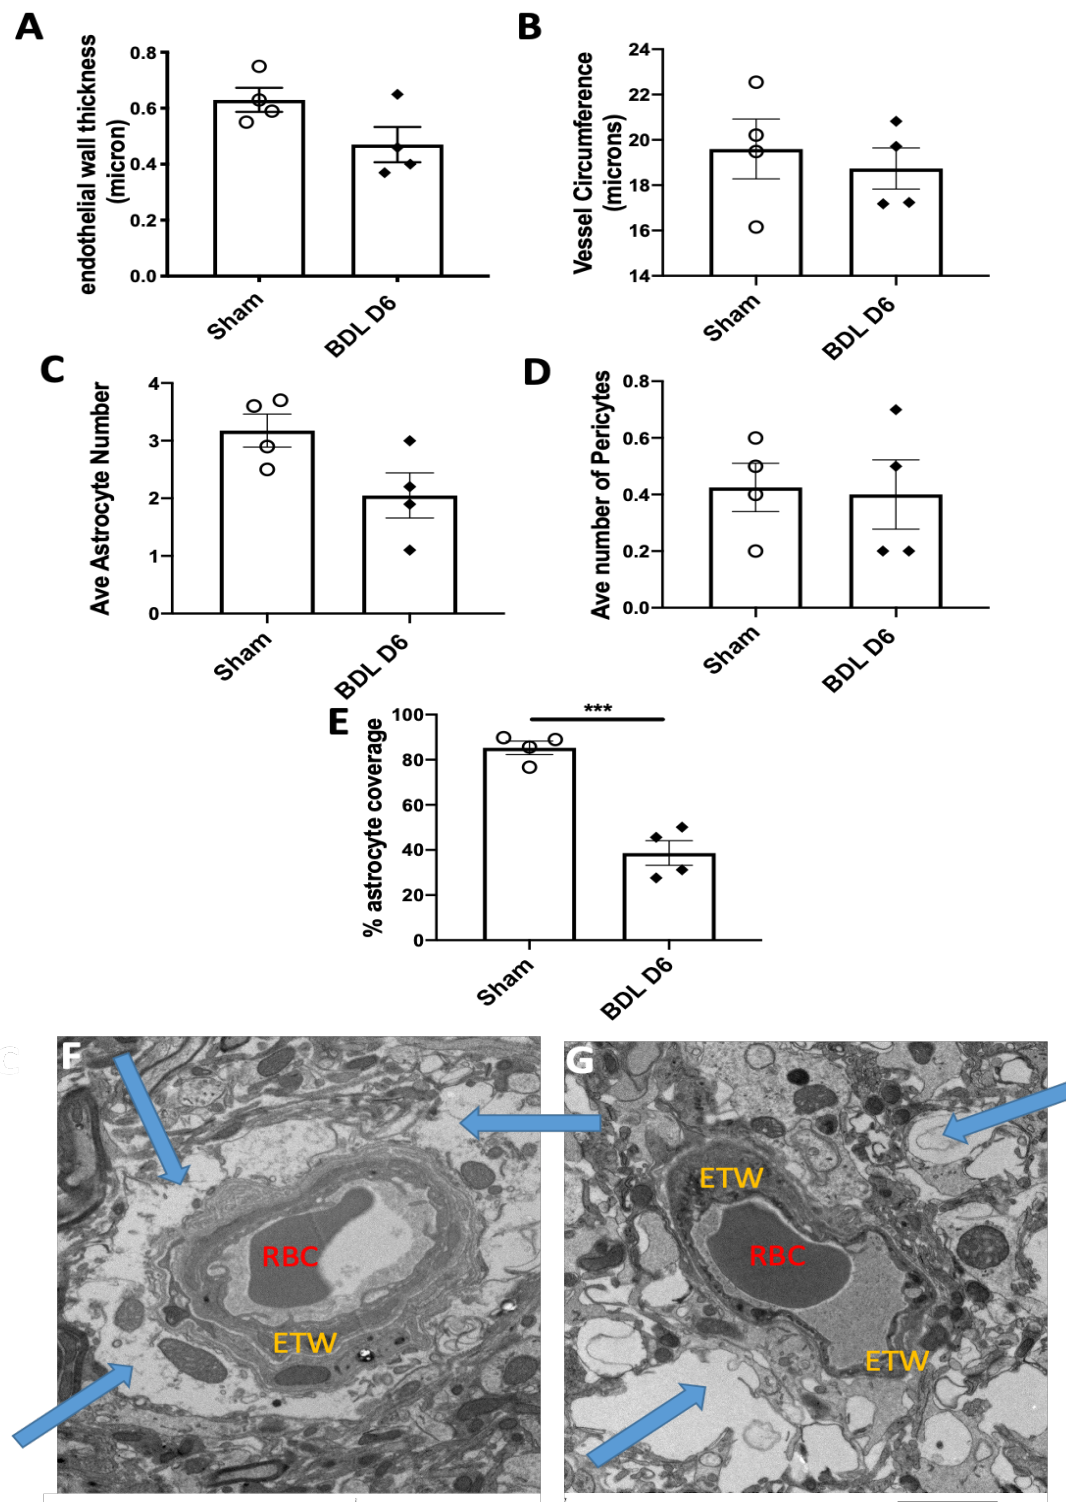 A
endothelial wall thickness
(micron)
0.8
0.6
0.4
0.2
0.0
Sham
BDL D6
B
Vessel Circumference
(microns)
24
22
20
18
16
14
Sham
BDL D6
C
Ave Astrocyte Number
4
3
2
1
0
Sham
BDL D6
D
Ave number of Pericytes
0.8
0.6
0.4
0.2
0.0
Sham
BDL D6
E
% astrocyte coverage
100
80
60
40
20
0
***
Sham
BDL D6
C
F
RBC
ETW
G
ETW
RBC
ETW